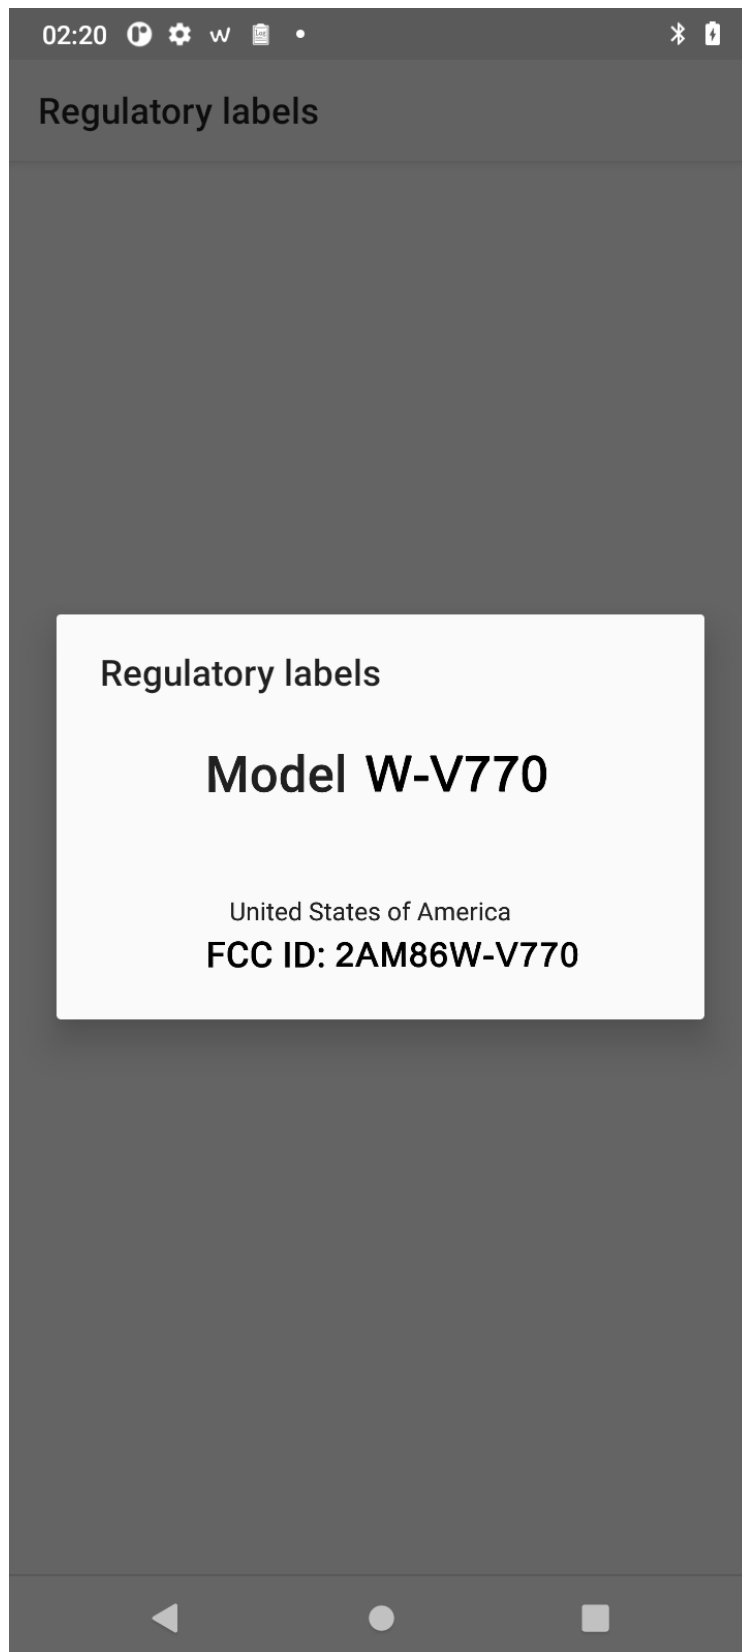 02:20
Regulatory labels
Regulatory labels
Model W-V770
United States of America
FCC ID: 2AM86W-V770